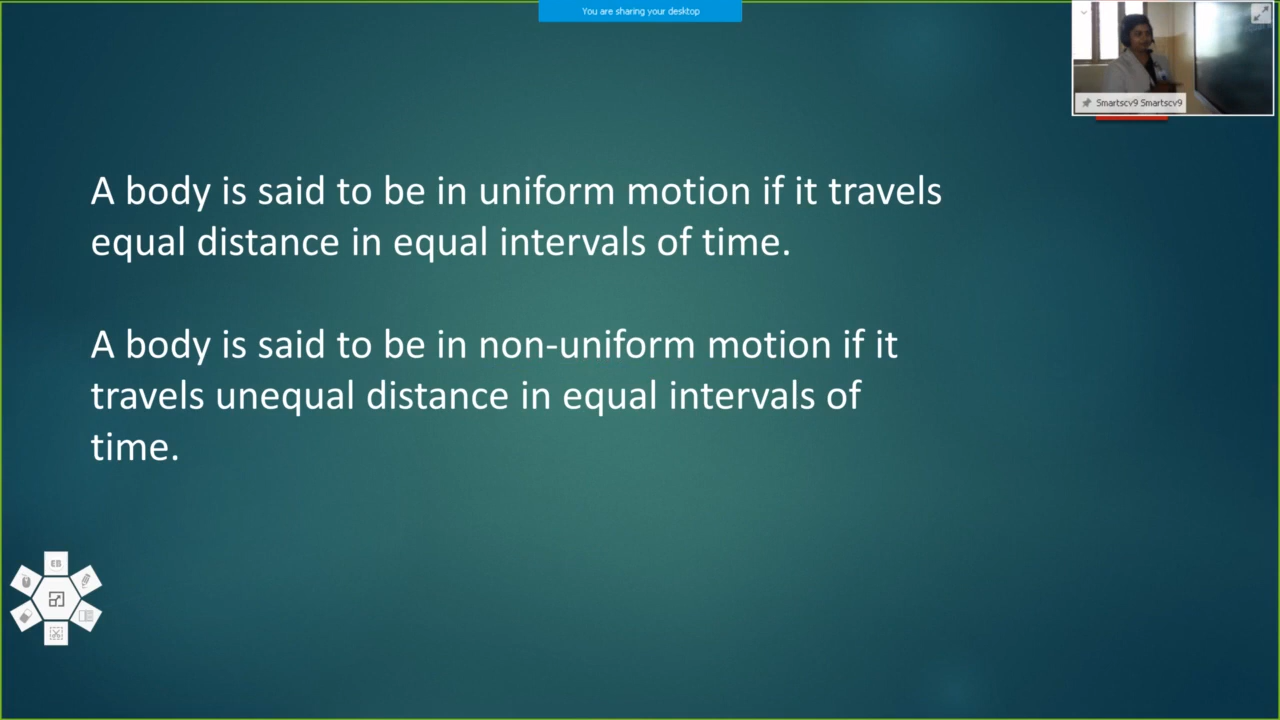 You are sharing your desktop
Smartscv9 Smartscv9
A body is said to be in uniform motion if it travels
equal distance in equal intervals of time.
A body is said to be in non-uniform motion if it
travels unequal distance in equal intervals of
time.
EB